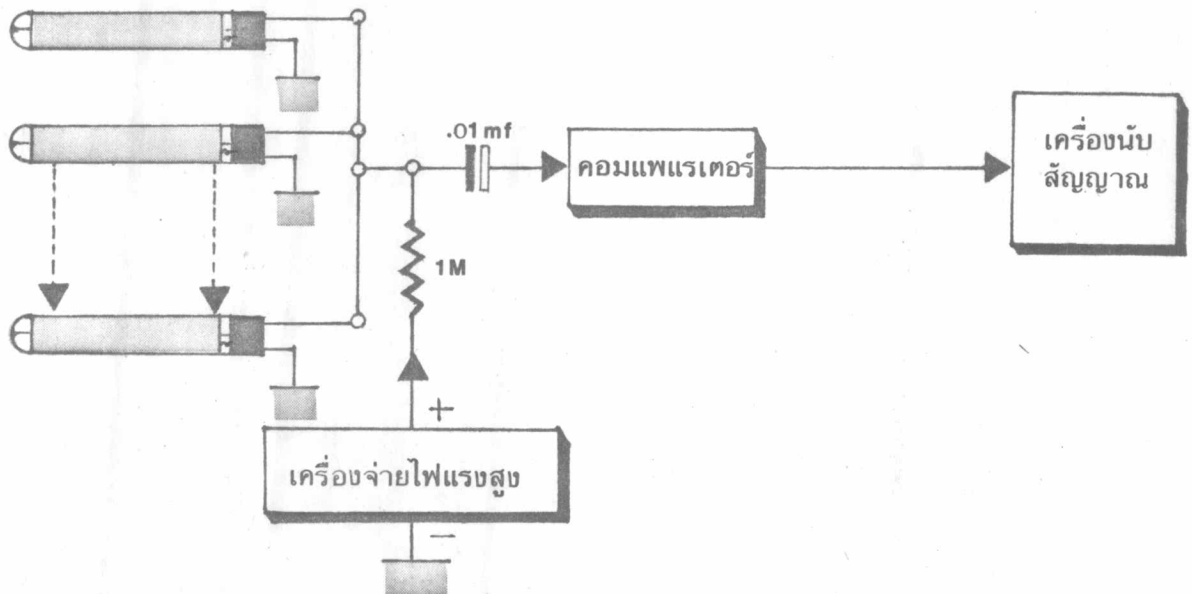 .01mf
คอมแพแรเตอร์
เครื่องนับ
สัญญาณ
1M
+
เครื่องจ่ายไฟแรงสูง
−